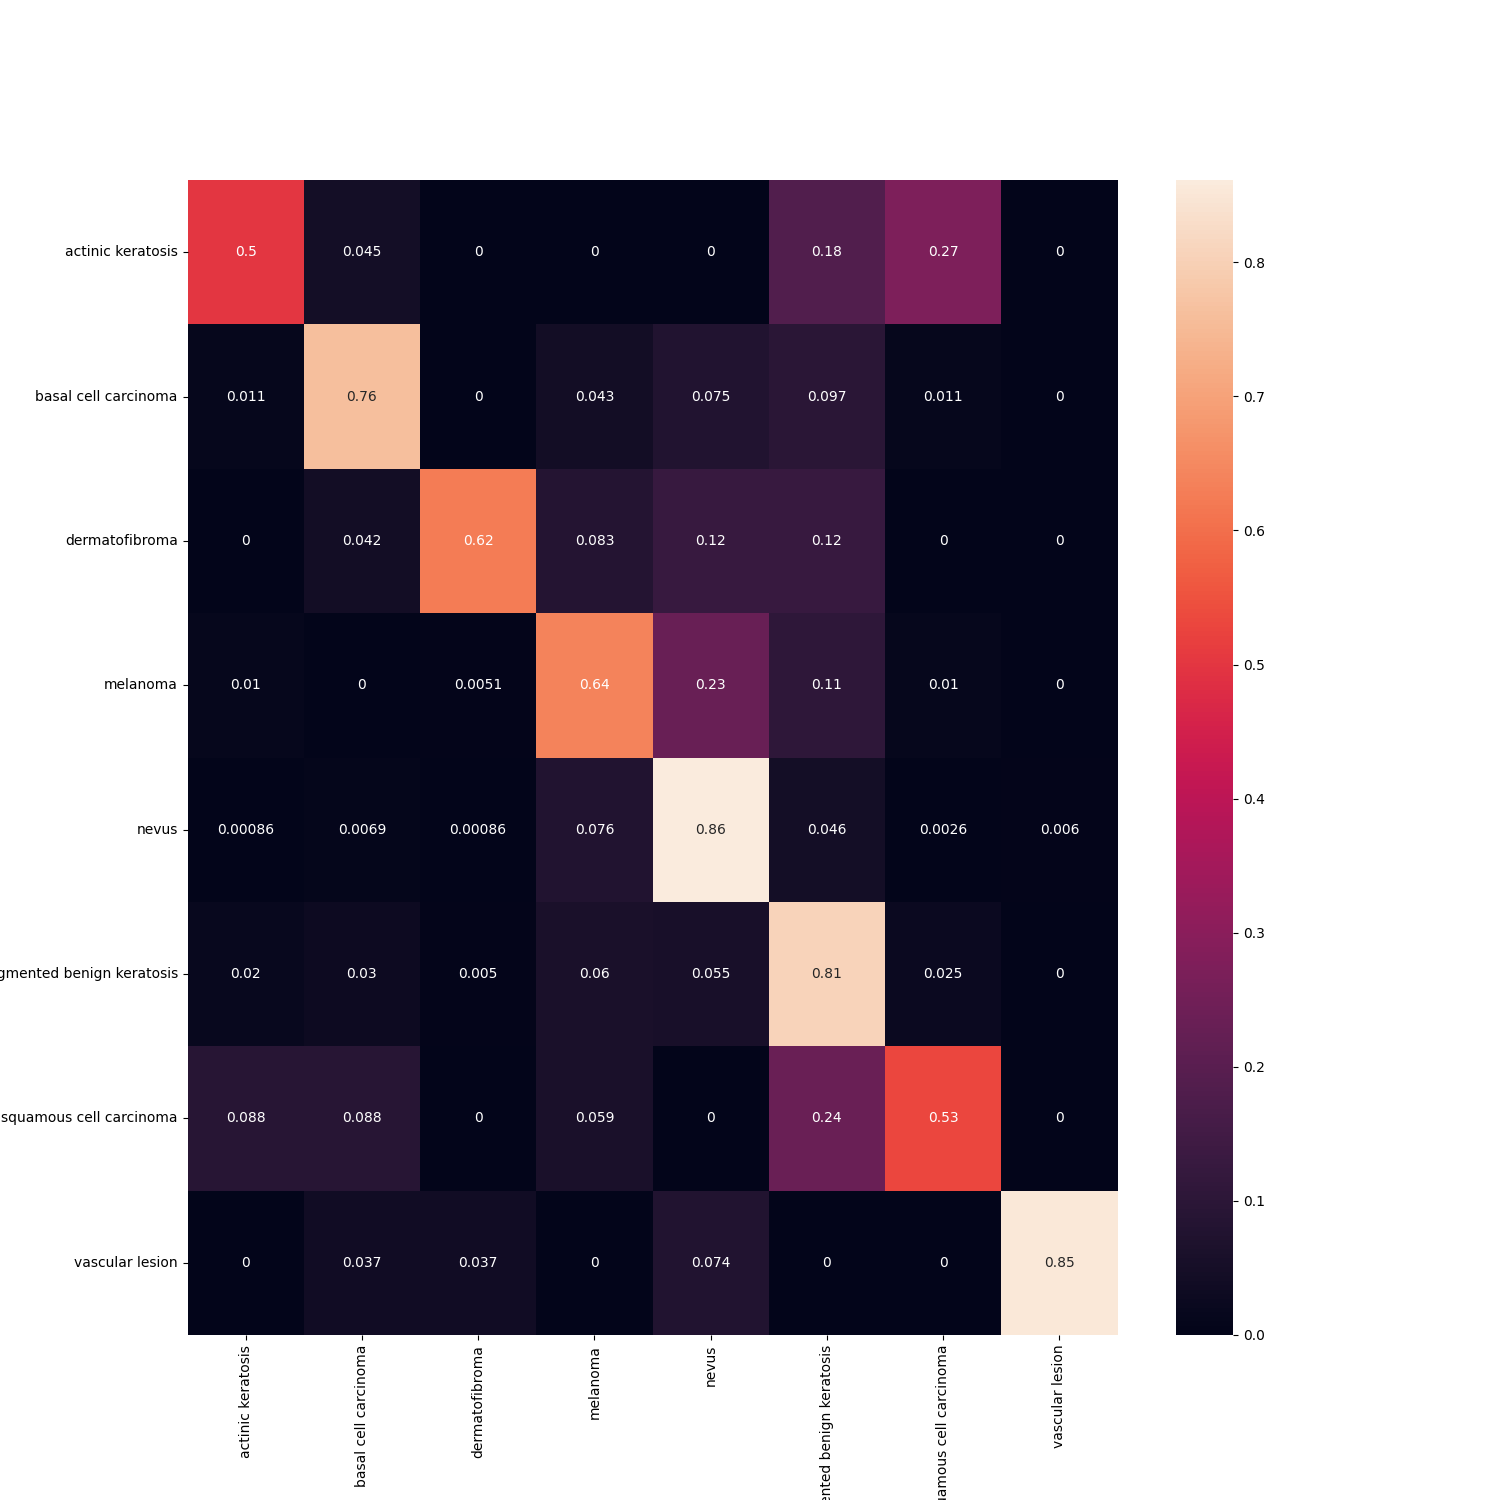 actinic keratosis 0.5 0.045 0 0 0 0.18 0.27 0
basal cell carcinoma 0.011 0.76 0 0.043 0.075 0.097 0.011 0
dermatofibroma 0 0.042 0.62 0.083 0.12 0.12 0 0
melanoma 0.01 0 0.0051 0.64 0.23 0.11 0.01 0
nevus 0.00086 0.0069 0.00086 0.076 0.86 0.046 0.0026 0.006
gmented benign keratosis 0.02 0.03 0.005 0.06 0.055 0.81 0.025 0
squamous cell carcinoma 0.088 0.088 0 0.059 0 0.24 0.53 0
vascular lesion 0 0.037 0.037 0 0.074 0 0 0.85
actinic keratosis
basal cell carcinoma
dermatofibroma
melanoma
nevus
ented benign keratosis
uamous cell carcinoma
vascular lesion
0.8
0.7
0.6
0.5
0.4
0.3
0.2
0.1
0.0